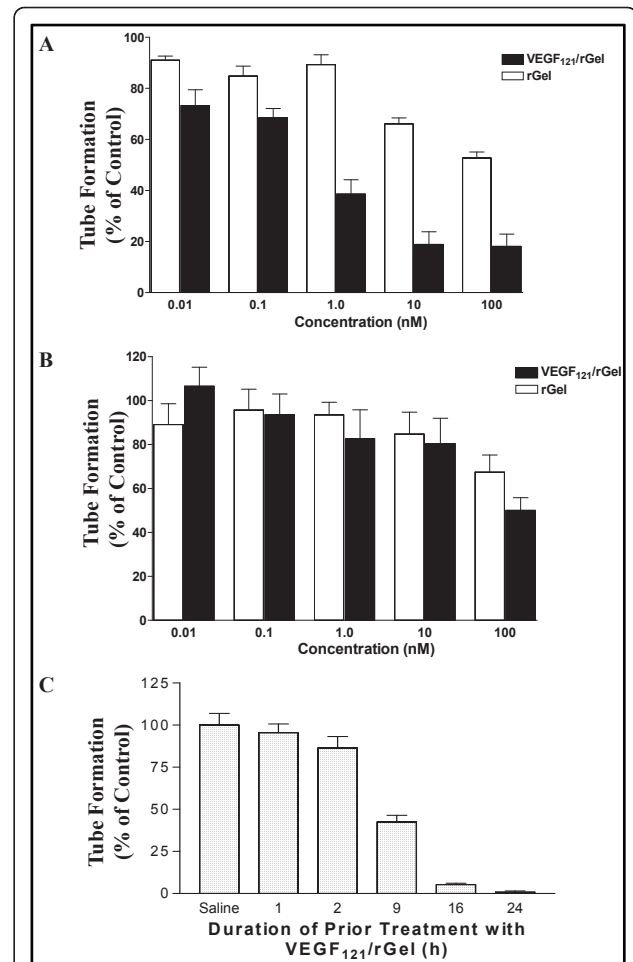 A
100
80
60
40
20
0
Tube Formation
(% of Control)
VEGF121/rGel
rGel
0.01 0.1 1.0 10 100
Concentration (nM)
B
120
100
80
60
40
20
0
Tube Formation
(% of Control)
VEGF121/rGel
rGel
0.01 0.1 1.0 10 100
Concentration (nM)
C
125
100
75
50
25
0
Tube Formation
(% of Control)
Saline 1 2 9 16 24
Duration of Prior Treatment with
VEGF121/rGel (h)